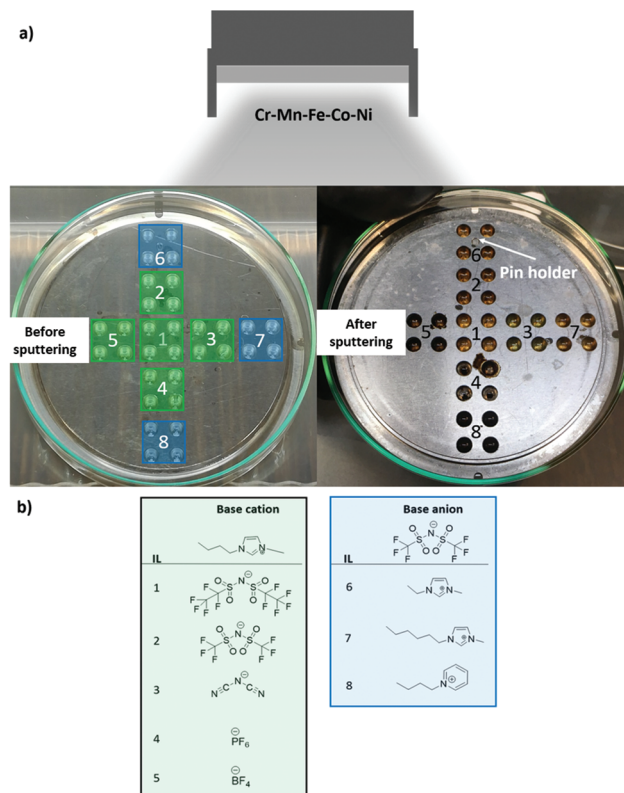 a)
Cr-Mn-Fe-Co-Ni
6
2
Before
sputtering
5
1
3
7
4
8
6
Pin holder
2
After
sputtering
5
1
3
7
4
8
b)
Base cation
N
N
⊕
IL
1
O O ⊖ O O
N
F F S S F F
F F F F
F F
2
O O ⊖ O O
N
F S S F
F F F F
3
⊖
N
N≡C C≡N
4
⊖
PF6
5
⊖
BF4
Base anion
O O ⊖ O O
N
F S S F
F F F F
IL
6
N ⊕ N
7
N ⊕ N
8
N
+